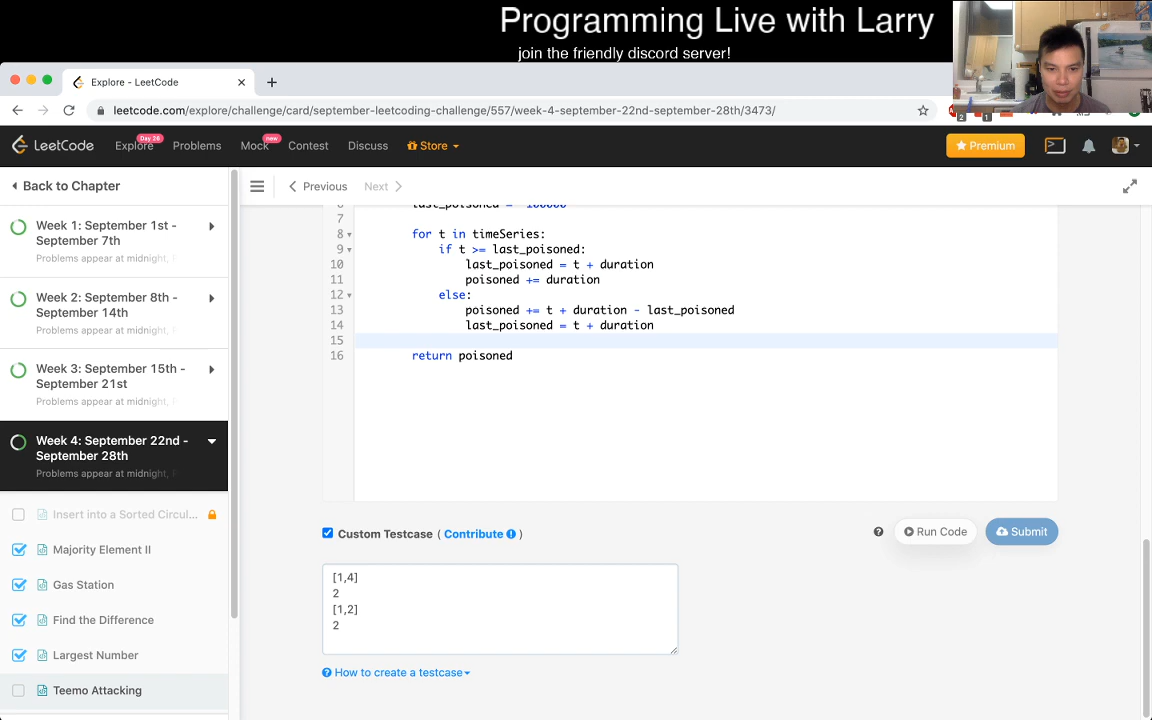 Programming Live with Larry
join the friendly discord server!
Explore - LeetCode
leetcode.com/explore/challenge/card/september-leetcoding-challenge/557/week-4-september-22nd-september-28th/3473/
2
1
LeetCode
Explore
Day 26
Problems
Mock
new
Contest
Discuss
Store
Premium
Back to Chapter
Previous
Next
Week 1: September 1st -
September 7th
Problems appear at midnight,
Week 2: September 8th -
September 14th
Problems appear at midnight,
Week 3: September 15th -
September 21st
Problems appear at midnight,
Week 4: September 22nd -
September 28th
Problems appear at midnight,
Insert into a Sorted Circul...
Majority Element II
Gas Station
Find the Difference
Largest Number
Teemo Attacking
last_poisoned = -100000
7
8 for t in timeSeries:
9 if t >= last_poisoned:
10 last_poisoned = t + duration
11 poisoned += duration
12 else:
13 poisoned += t + duration - last_poisoned
14 last_poisoned = t + duration
15
16 return poisoned
Custom Testcase ( Contribute )
Run Code
Submit
[1,4]
2
[1,2]
2
How to create a testcase